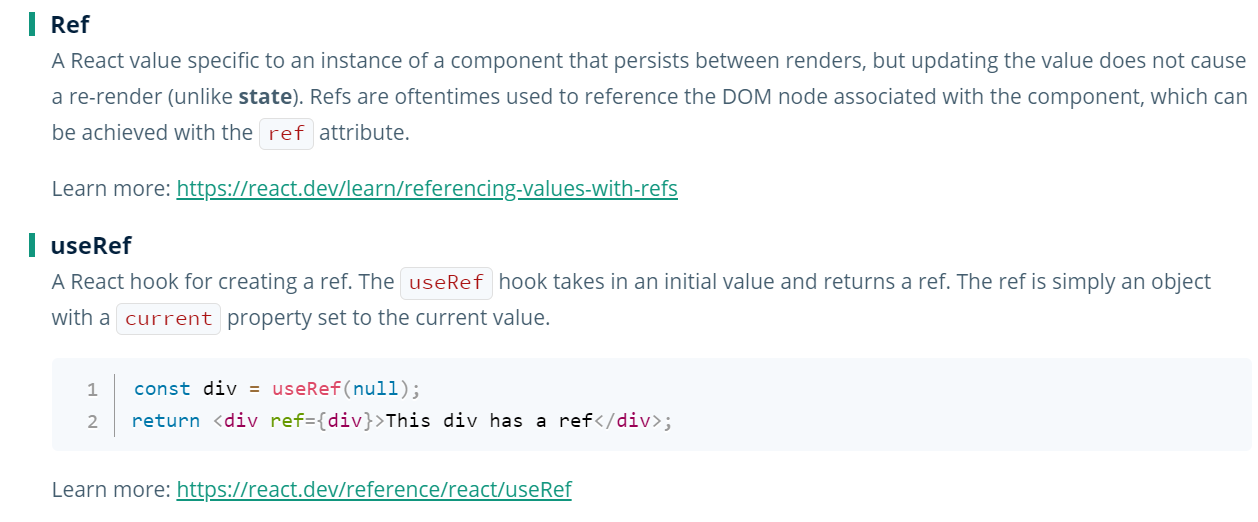 Ref
A React value specific to an instance of a component that persists between renders, but updating the value does not cause
a re-render (unlike state). Refs are oftentimes used to reference the DOM node associated with the component, which can
be achieved with the ref attribute.
Learn more: https://react.dev/learn/referencing-values-with-refs
useRef
A React hook for creating a ref. The useRef hook takes in an initial value and returns a ref. The ref is simply an object
with a current property set to the current value.
1 const div = useRef(null);
2 return <div ref={div}>This div has a ref</div>;
Learn more: https://react.dev/reference/react/useRef